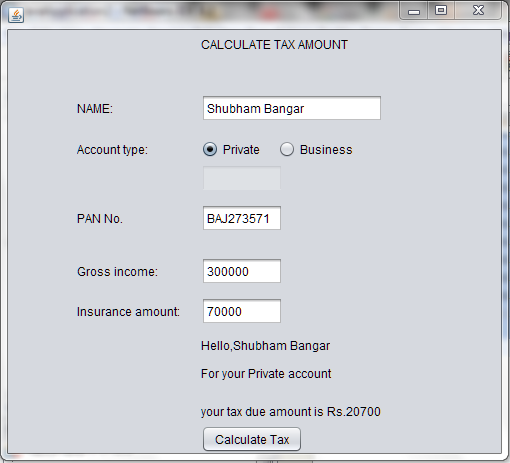 CALCULATE TAX AMOUNT
NAME: Shubham Bangar
Account type: Private Business
PAN No. BAJ273571
Gross income: 300000
Insurance amount: 70000
Hello,Shubham Bangar
For your Private account
your tax due amount is Rs.20700
Calculate Tax